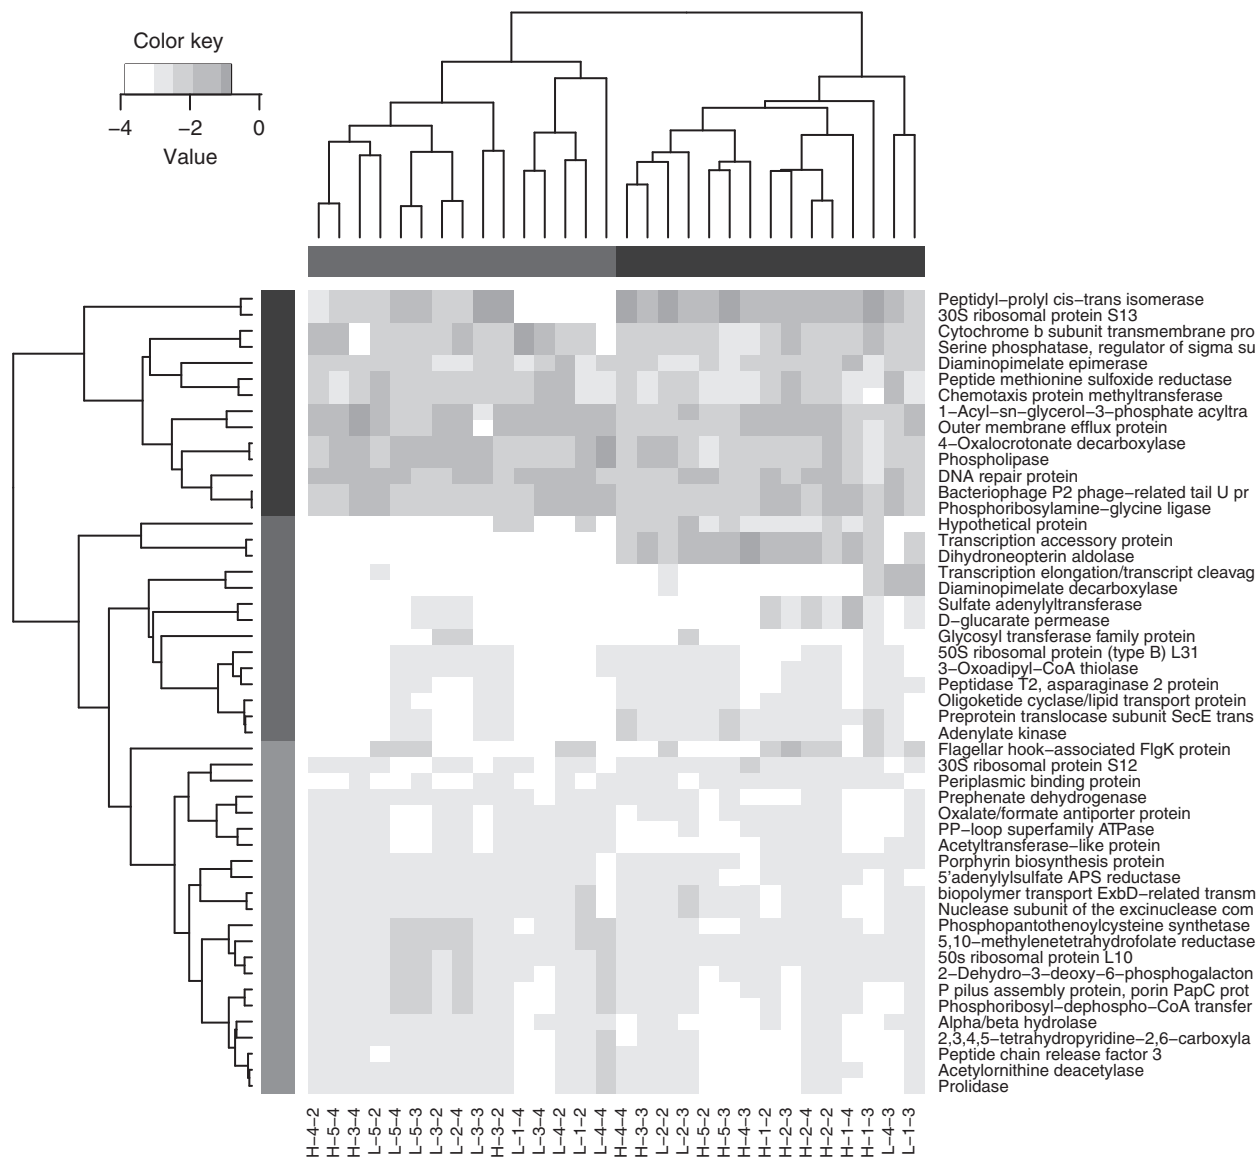 Color key
−4 −2 0
Value
Peptidyl−prolyl cis−trans isomerase
30S ribosomal protein S13
Cytochrome b subunit transmembrane pro
Serine phosphatase, regulator of sigma su
Diaminopimelate epimerase
Peptide methionine sulfoxide reductase
Chemotaxis protein methyltransferase
1−Acyl−sn−glycerol−3−phosphate acyltra
Outer membrane efflux protein
4−Oxalocrotonate decarboxylase
Phospholipase
DNA repair protein
Bacteriophage P2 phage−related tail U pr
Phosphoribosylamine−glycine ligase
Hypothetical protein
Transcription accessory protein
Dihydroneopterin aldolase
Transcription elongation/transcript cleavag
Diaminopimelate decarboxylase
Sulfate adenylyltransferase
D−glucarate permease
Glycosyl transferase family protein
50S ribosomal protein (type B) L31
3−Oxoadipyl−CoA thiolase
Peptidase T2, asparaginase 2 protein
Oligoketide cyclase/lipid transport protein
Preprotein translocase subunit SecE trans
Adenylate kinase
Flagellar hook−associated FlgK protein
30S ribosomal protein S12
Periplasmic binding protein
Prephenate dehydrogenase
Oxalate/formate antiporter protein
PP−loop superfamily ATPase
Acetyltransferase−like protein
Porphyrin biosynthesis protein
5'adenylylsulfate APS reductase
biopolymer transport ExbD−related transm
Nuclease subunit of the excinuclease com
Phosphopantothenoylcysteine synthetase
5,10−methylenetetrahydrofolate reductase
50s ribosomal protein L10
2−Dehydro−3−deoxy−6−phosphogalacton
P pilus assembly protein, porin PapC prot
Phosphoribosyl−dephospho−CoA transfer
Alpha/beta hydrolase
2,3,4,5−tetrahydropyridine−2,6−carboxyla
Peptide chain release factor 3
Acetylornithine deacetylase
Prolidase
H−4−2
H−5−4
H−3−4
L−5−2
L−5−4
L−5−3
L−3−2
L−2−4
L−3−3
H−3−2
L−1−4
L−3−4
L−4−2
L−1−2
L−4−4
H−4−4
H−3−3
L−2−2
L−2−3
H−5−2
H−5−3
H−4−3
H−1−2
H−2−3
H−2−4
H−2−2
H−1−4
H−1−3
L−4−3
L−1−3